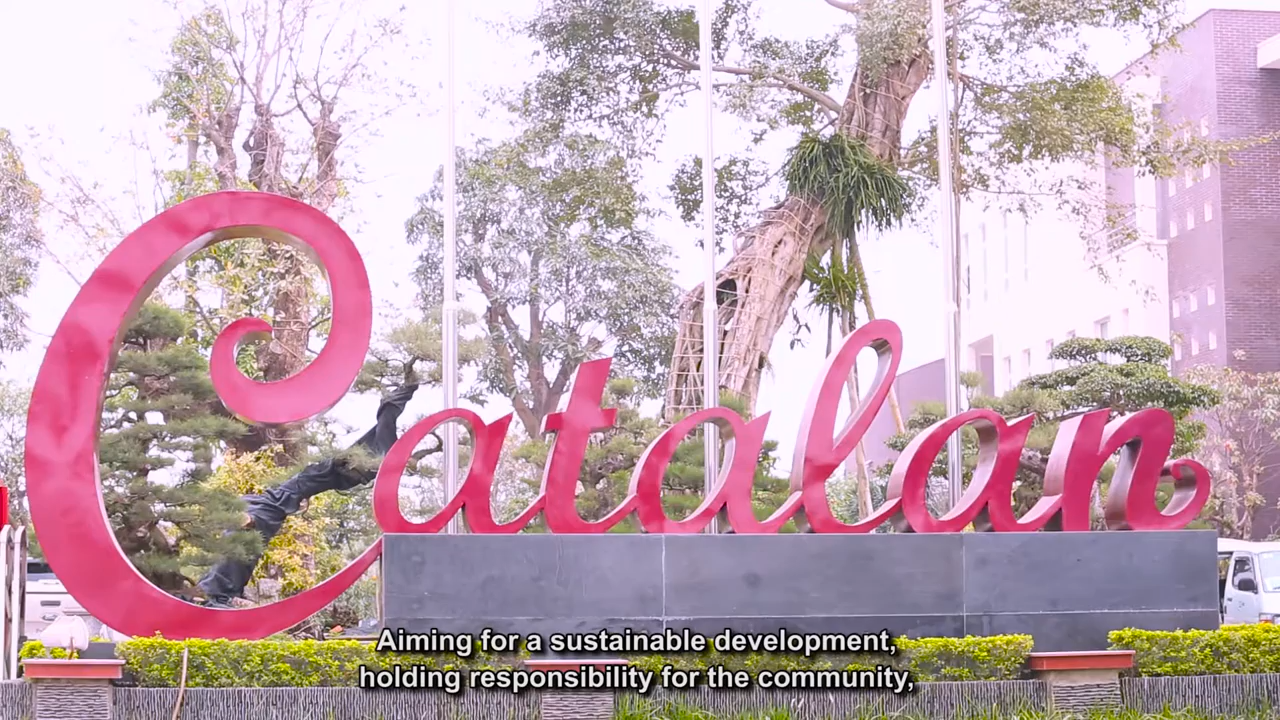 Catalan
Aiming for a sustainable development,
holding responsibility for the community,